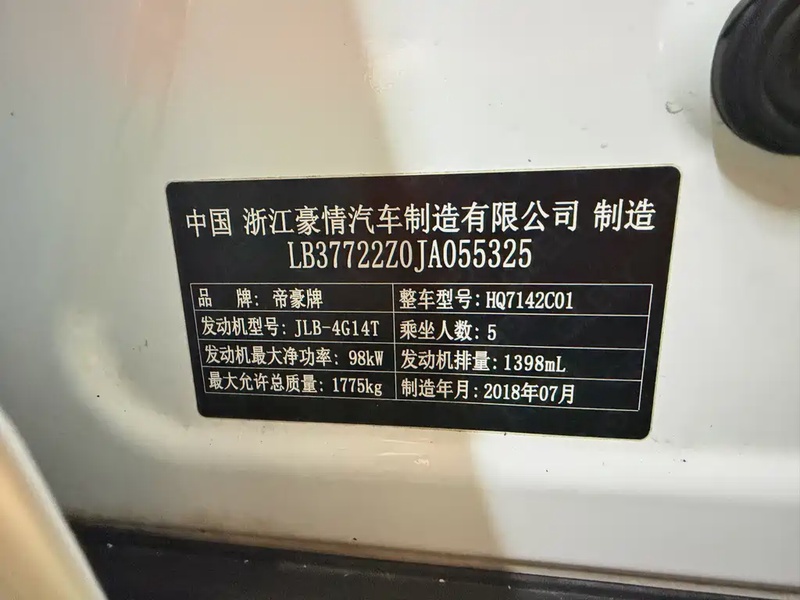 中国 浙江豪情汽车制造有限公司 制造
LB37722Z0JA055325
品 牌: 帝豪牌 整车型号: HQ7142C01
发动机型号: JLB-4G14T 乘坐人数: 5
发动机最大净功率: 98kW 发动机排量: 1398mL
最大允许总质量: 1775kg 制造年月: 2018年07月